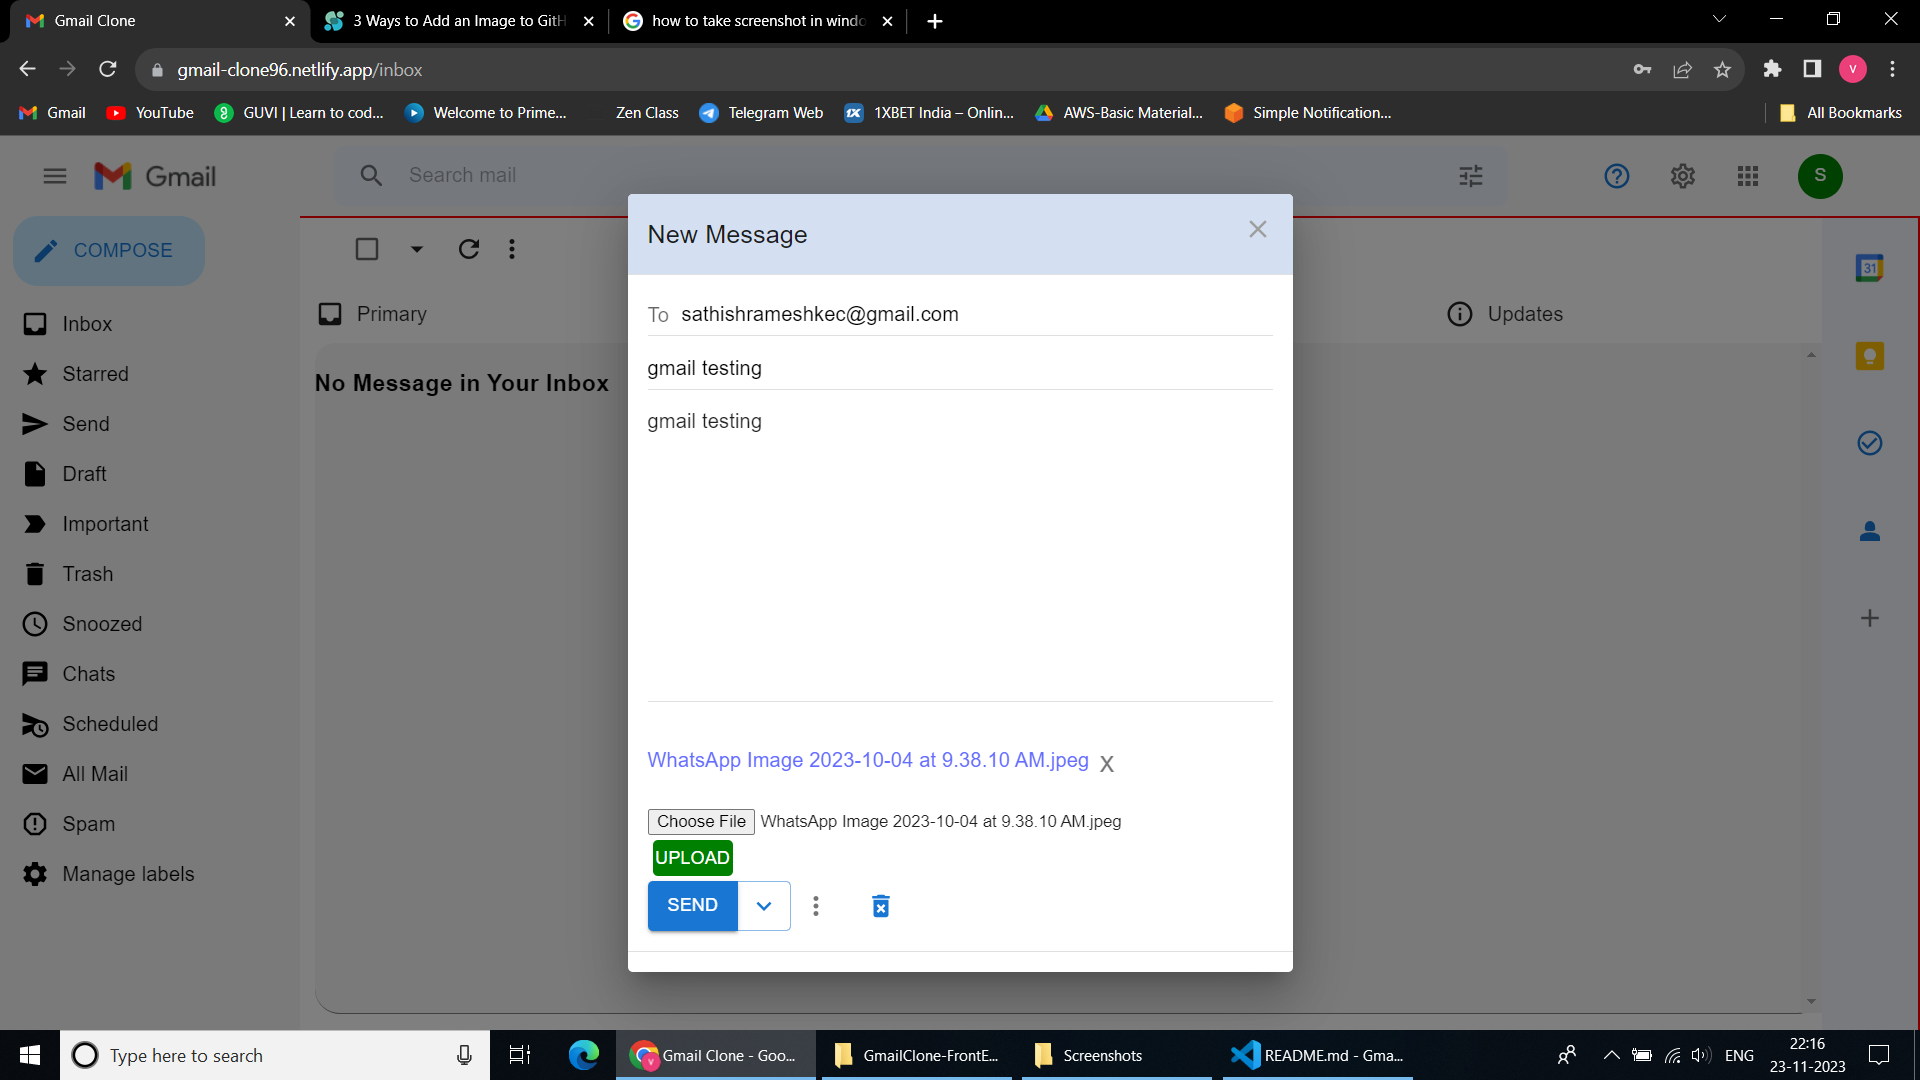 Gmail Clone
3 Ways to Add an Image to GitH
how to take screenshot in windo
gmail-clone96.netlify.app/inbox
V
Gmail
YouTube
GUVI | Learn to cod...
Welcome to Prime...
Zen Class
Telegram Web
1X
1XBET India – Onlin...
AWS-Basic Material...
Simple Notification...
All Bookmarks
Gmail
Search mail
S
COMPOSE
Inbox
Starred
Send
Draft
Important
Trash
Snoozed
Chats
Scheduled
All Mail
Spam
Manage labels
Primary
Updates
No Message in Your Inbox
31
New Message
To sathishrameshkec@gmail.com
gmail testing
gmail testing
WhatsApp Image 2023-10-04 at 9.38.10 AM.jpeg X
Choose File WhatsApp Image 2023-10-04 at 9.38.10 AM.jpeg
UPLOAD
SEND
Type here to search
Gmail Clone - Goo...
GmailClone-FrontE...
Screenshots
README.md - Gma...
ENG
22:16
23-11-2023